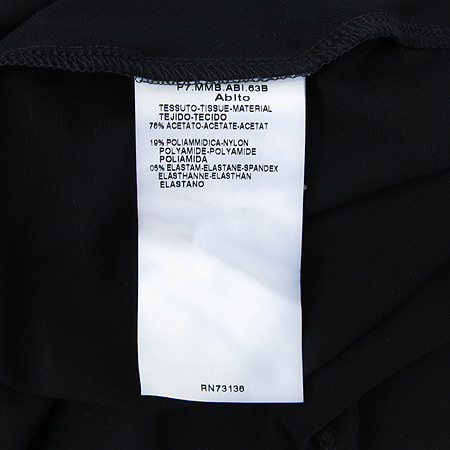 P7.MMB.ABI.63B
Abito
TESSUTO-TISSUE-MATERIAL
TEJIDO-TECIDO
76% ACETATO-ACETATE-ACETAT
19% POLIAMMIDICA-NYLON
POLYAMIDE-POLYAMIDE
POLIAMIDA
05% ELASTAM-ELASTANE-SPANDEX
ELASTHANNE-ELASTHAN
ELASTANO
RN73136